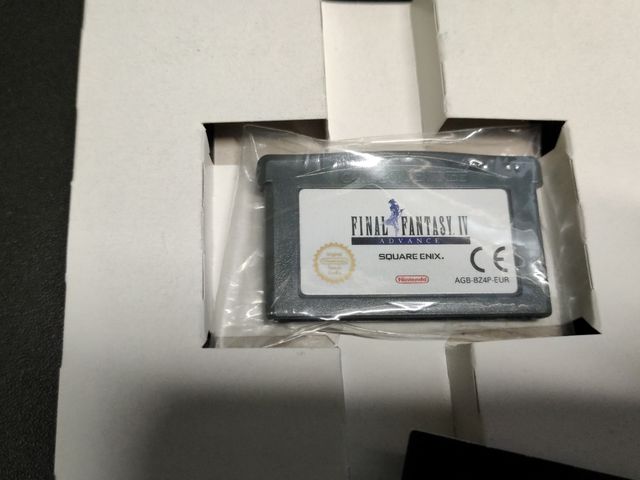 FINAL FANTASY IV
ADVANCE
SQUARE ENIX.
Nintendo
CE
AGB-BZ4P-EUR